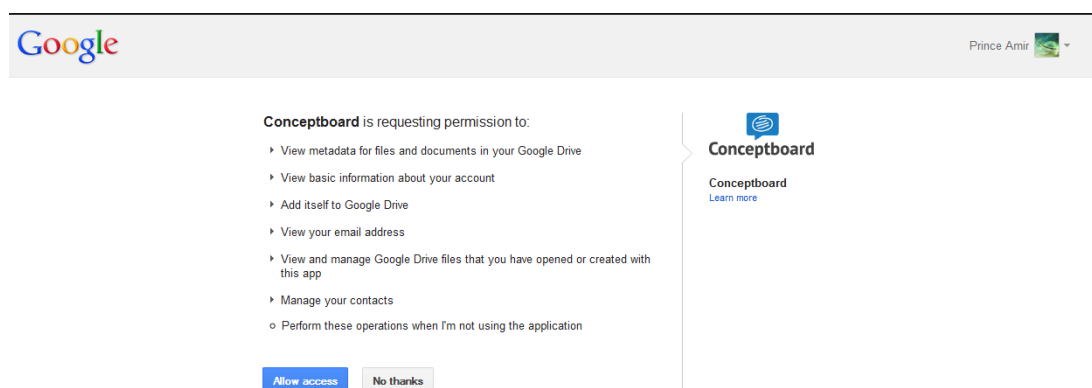 Google
Prince Amir
Conceptboard is requesting permission to:
View metadata for files and documents in your Google Drive
View basic information about your account
Add itself to Google Drive
View your email address
View and manage Google Drive files that you have opened or created with
this app
Manage your contacts
Perform these operations when I'm not using the application
Allow access
No thanks
Conceptboard
Conceptboard
Learn more